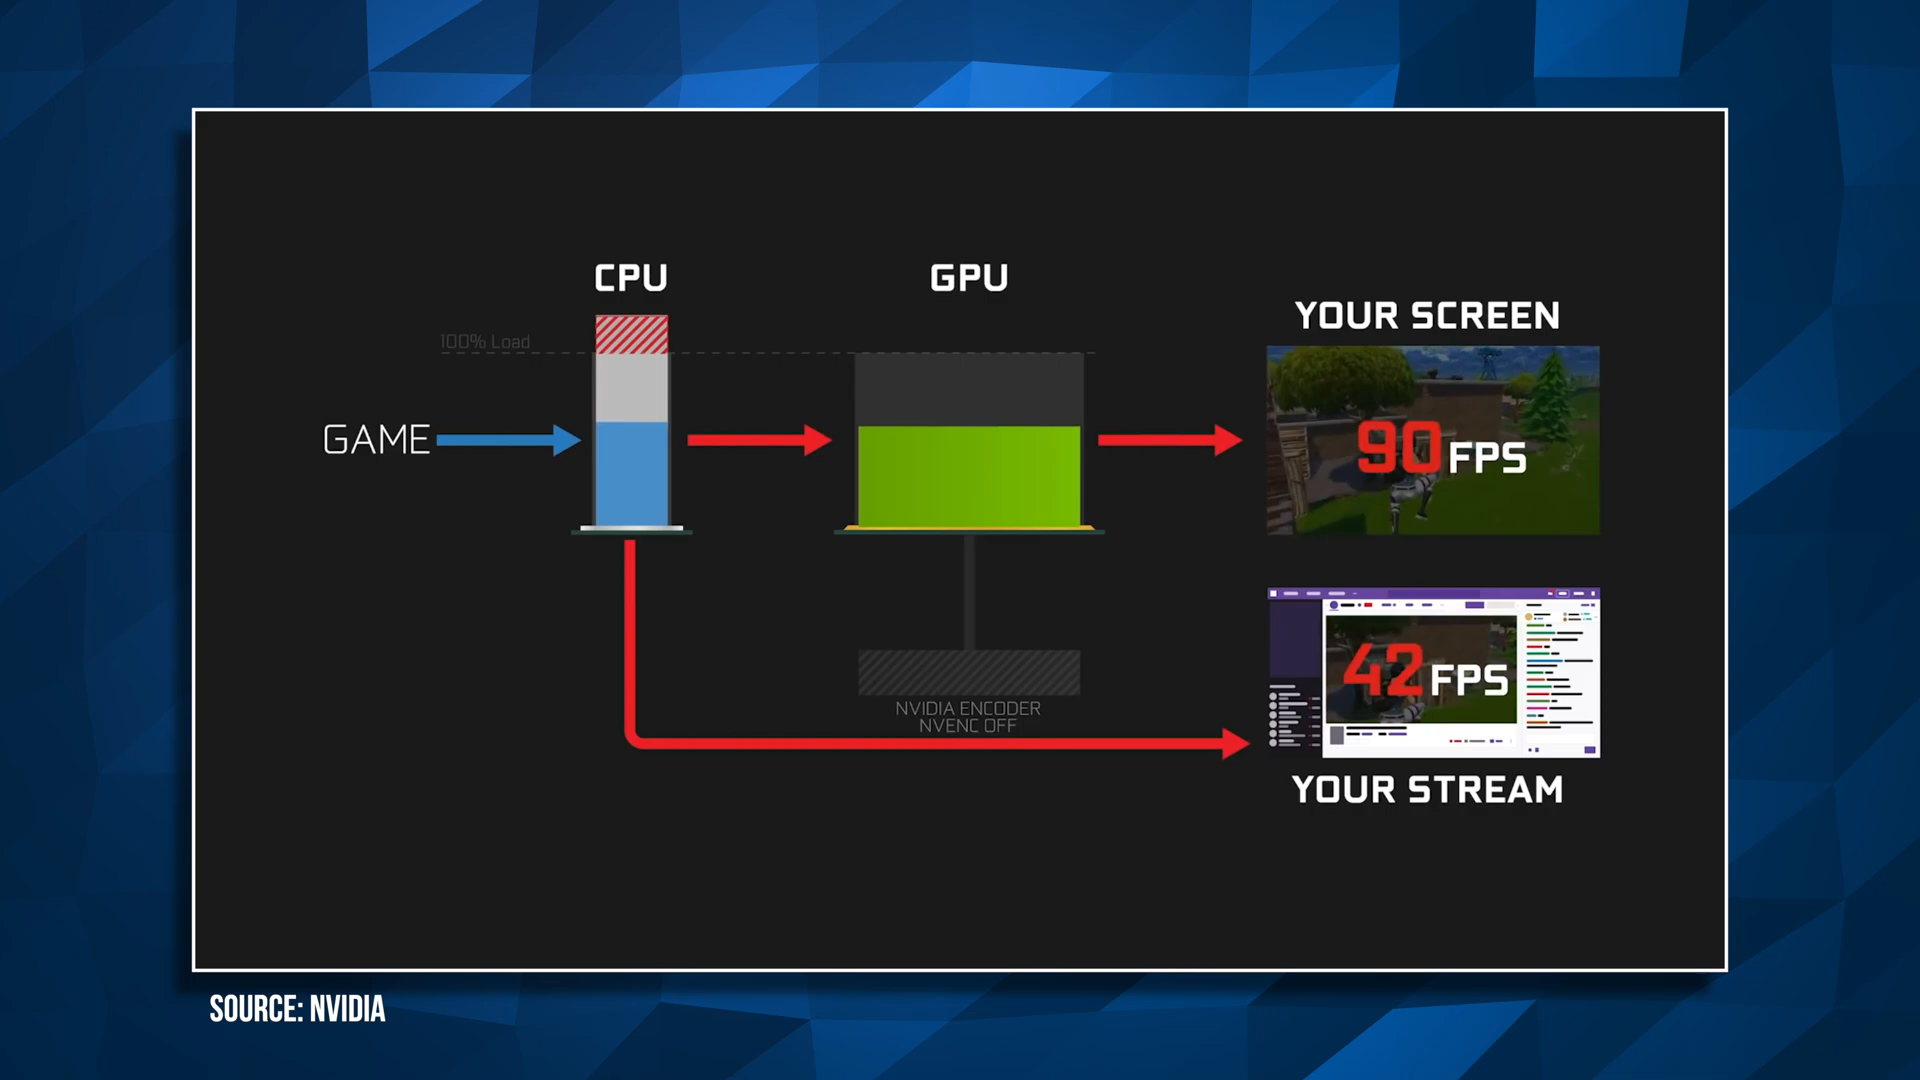 CPU
GPU
YOUR SCREEN
100% Load
GAME
90 FPS
42 FPS
NVIDIA ENCODER
NVENC OFF
YOUR STREAM
SOURCE: NVIDIA